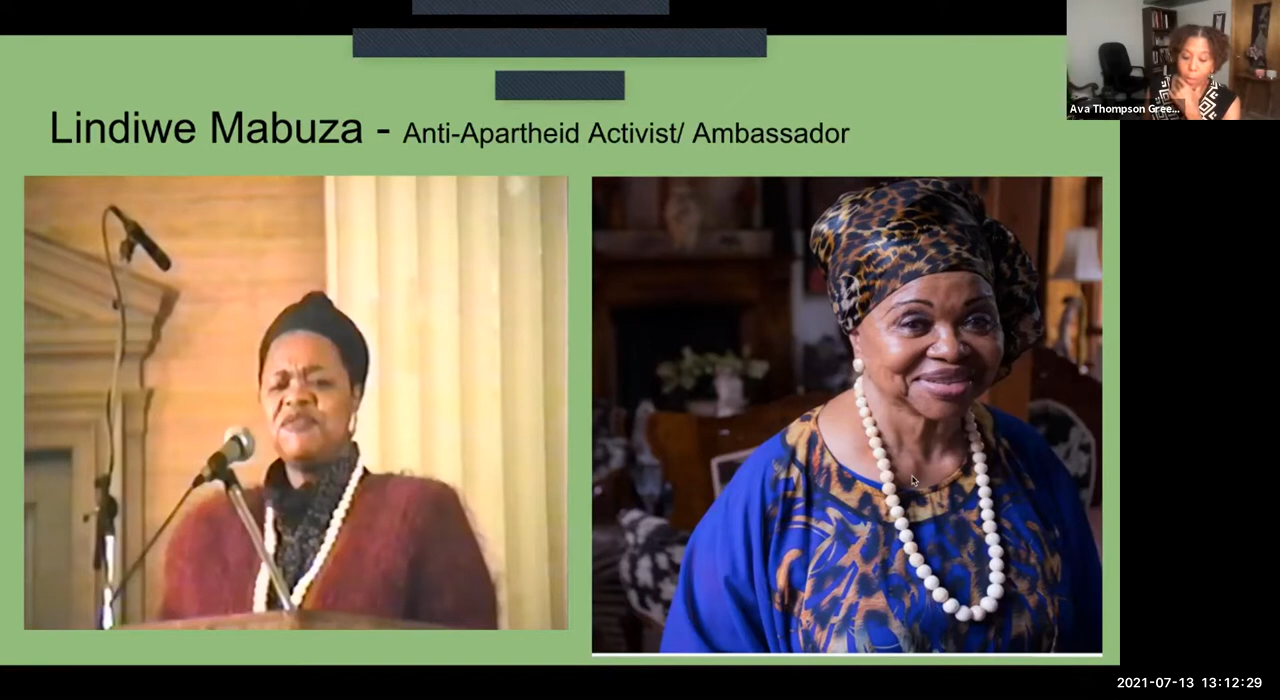 Lindiwe Mabuza - Anti-Apartheid Activist/ Ambassador
Ava Thompson Gree...
2021-07-13 13:12:29